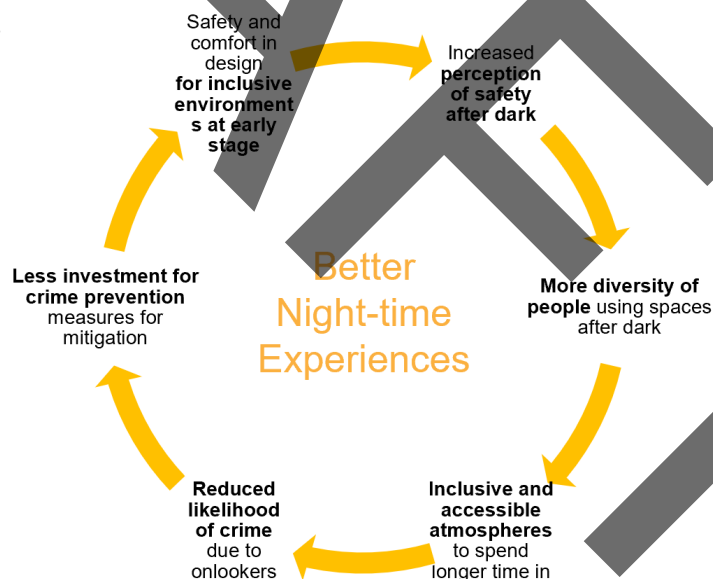 Safety and
comfort in
design
for inclusive
environment
s at early
stage
Increased
perception
of safety
after dark
More diversity of
people using spaces
after dark
Inclusive and
accessible
atmospheres
to spend
longer time in
Reduced
likelihood
of crime
due to
onlookers
Less investment for
crime prevention
measures for
mitigation
Better
Night-time
Experiences